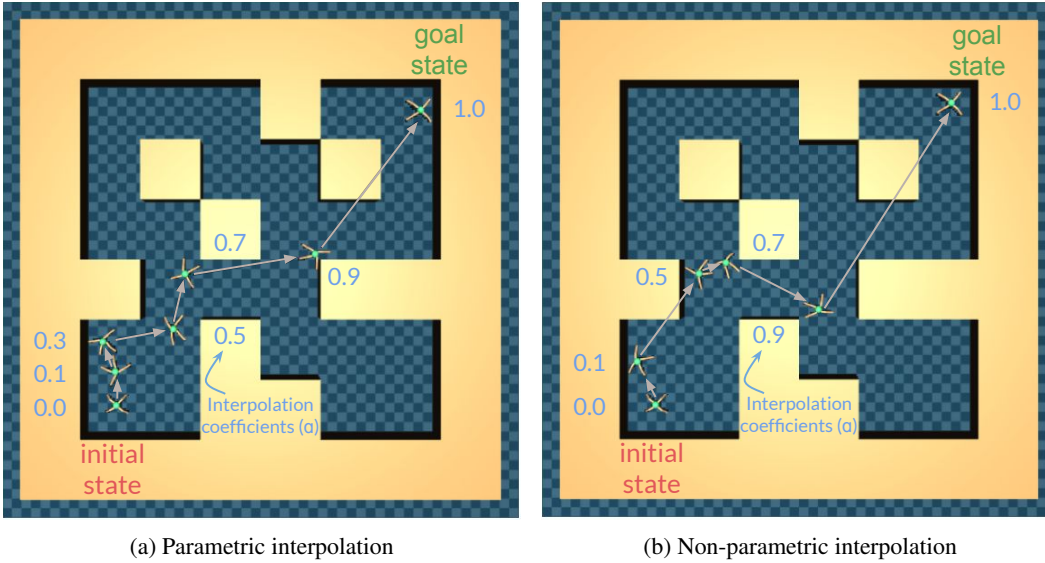 goal
state
1.0
0.7
0.9
0.3
0.5
0.1
0.0
Interpolation
coefficients (α)
initial
state
(a) Parametric interpolation
goal
state
1.0
0.7
0.5
0.9
0.1
0.0
Interpolation
coefficients (α)
initial
state
(b) Non-parametric interpolation